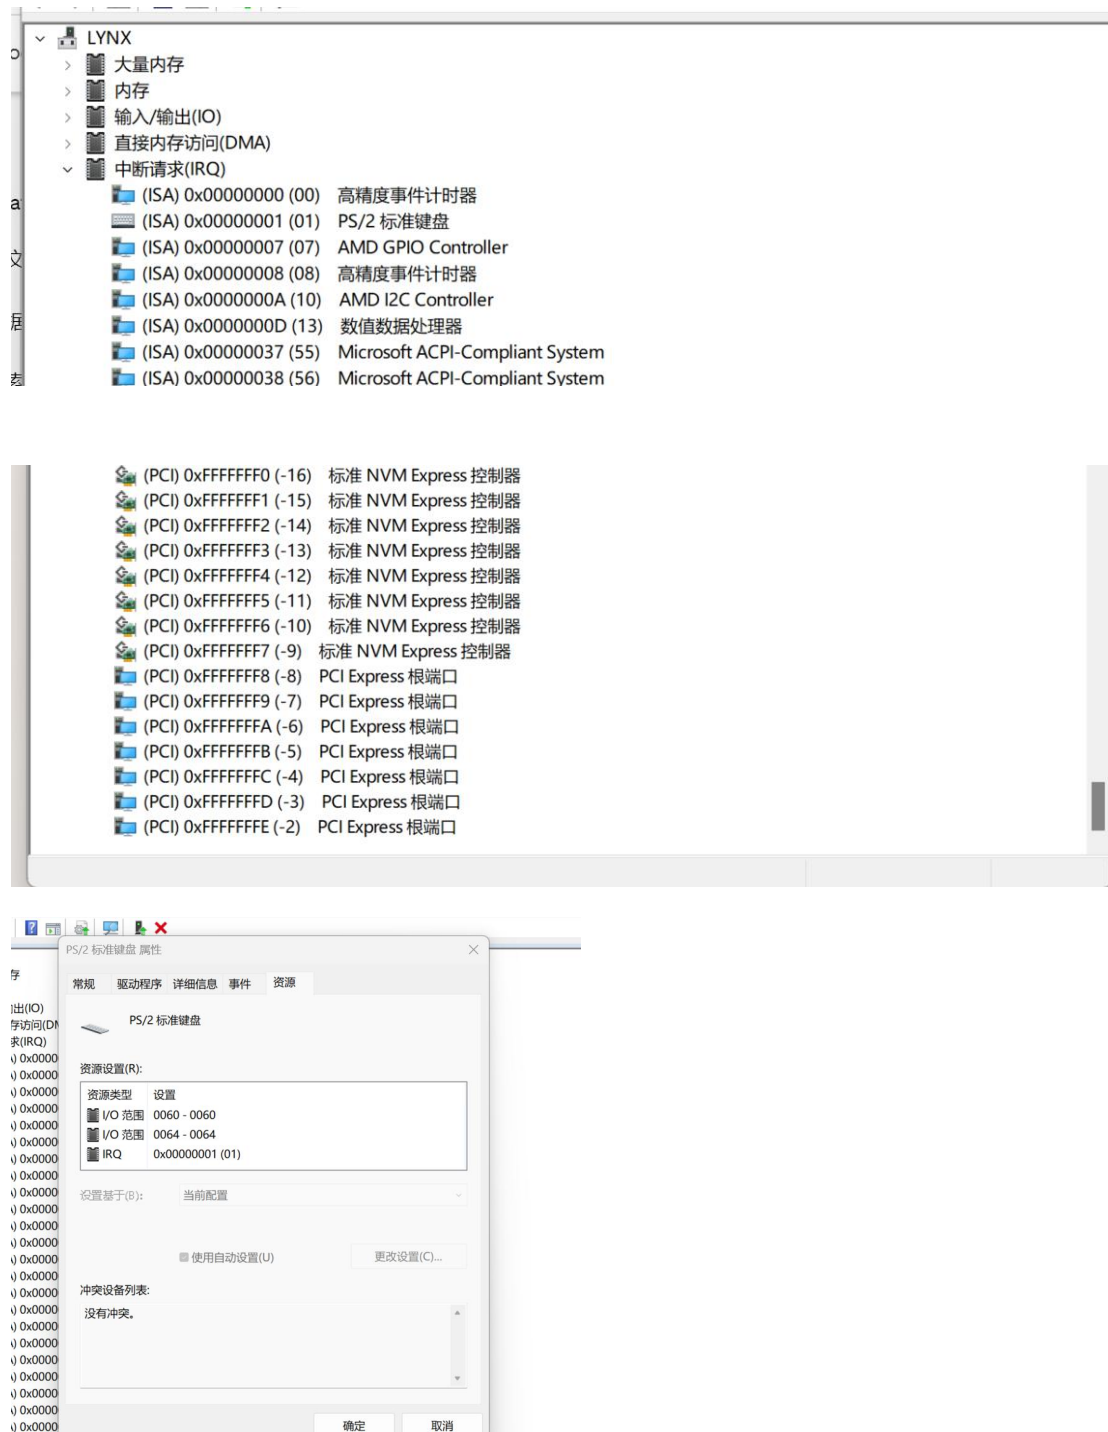 LYNX
大量内存
内存
输入/输出(IO)
直接内存访问(DMA)
中断请求(IRQ)
(ISA) 0x00000000 (00) 高精度事件计时器
(ISA) 0x00000001 (01) PS/2 标准键盘
(ISA) 0x00000007 (07) AMD GPIO Controller
(ISA) 0x00000008 (08) 高精度事件计时器
(ISA) 0x0000000A (10) AMD I2C Controller
(ISA) 0x0000000D (13) 数值数据处理器
(ISA) 0x00000037 (55) Microsoft ACPI-Compliant System
(ISA) 0x00000038 (56) Microsoft ACPI-Compliant System
(PCI) 0xFFFFFFF0 (-16) 标准 NVM Express 控制器
(PCI) 0xFFFFFFF1 (-15) 标准 NVM Express 控制器
(PCI) 0xFFFFFFF2 (-14) 标准 NVM Express 控制器
(PCI) 0xFFFFFFF3 (-13) 标准 NVM Express 控制器
(PCI) 0xFFFFFFF4 (-12) 标准 NVM Express 控制器
(PCI) 0xFFFFFFF5 (-11) 标准 NVM Express 控制器
(PCI) 0xFFFFFFF6 (-10) 标准 NVM Express 控制器
(PCI) 0xFFFFFFF7 (-9) 标准 NVM Express 控制器
(PCI) 0xFFFFFFF8 (-8) PCI Express 根端口
(PCI) 0xFFFFFFF9 (-7) PCI Express 根端口
(PCI) 0xFFFFFFFA (-6) PCI Express 根端口
(PCI) 0xFFFFFFFB (-5) PCI Express 根端口
(PCI) 0xFFFFFFFC (-4) PCI Express 根端口
(PCI) 0xFFFFFFFD (-3) PCI Express 根端口
(PCI) 0xFFFFFFFE (-2) PCI Express 根端口
PS/2 标准键盘 属性
常规 驱动程序 详细信息 事件 资源
PS/2 标准键盘
资源设置(R):
资源类型 设置
I/O 范围 0060 - 0060
I/O 范围 0064 - 0064
IRQ 0x00000001 (01)
设置基于(B): 当前配置
使用自动设置(U) 更改设置(C)...
冲突设备列表:
没有冲突。
确定 取消